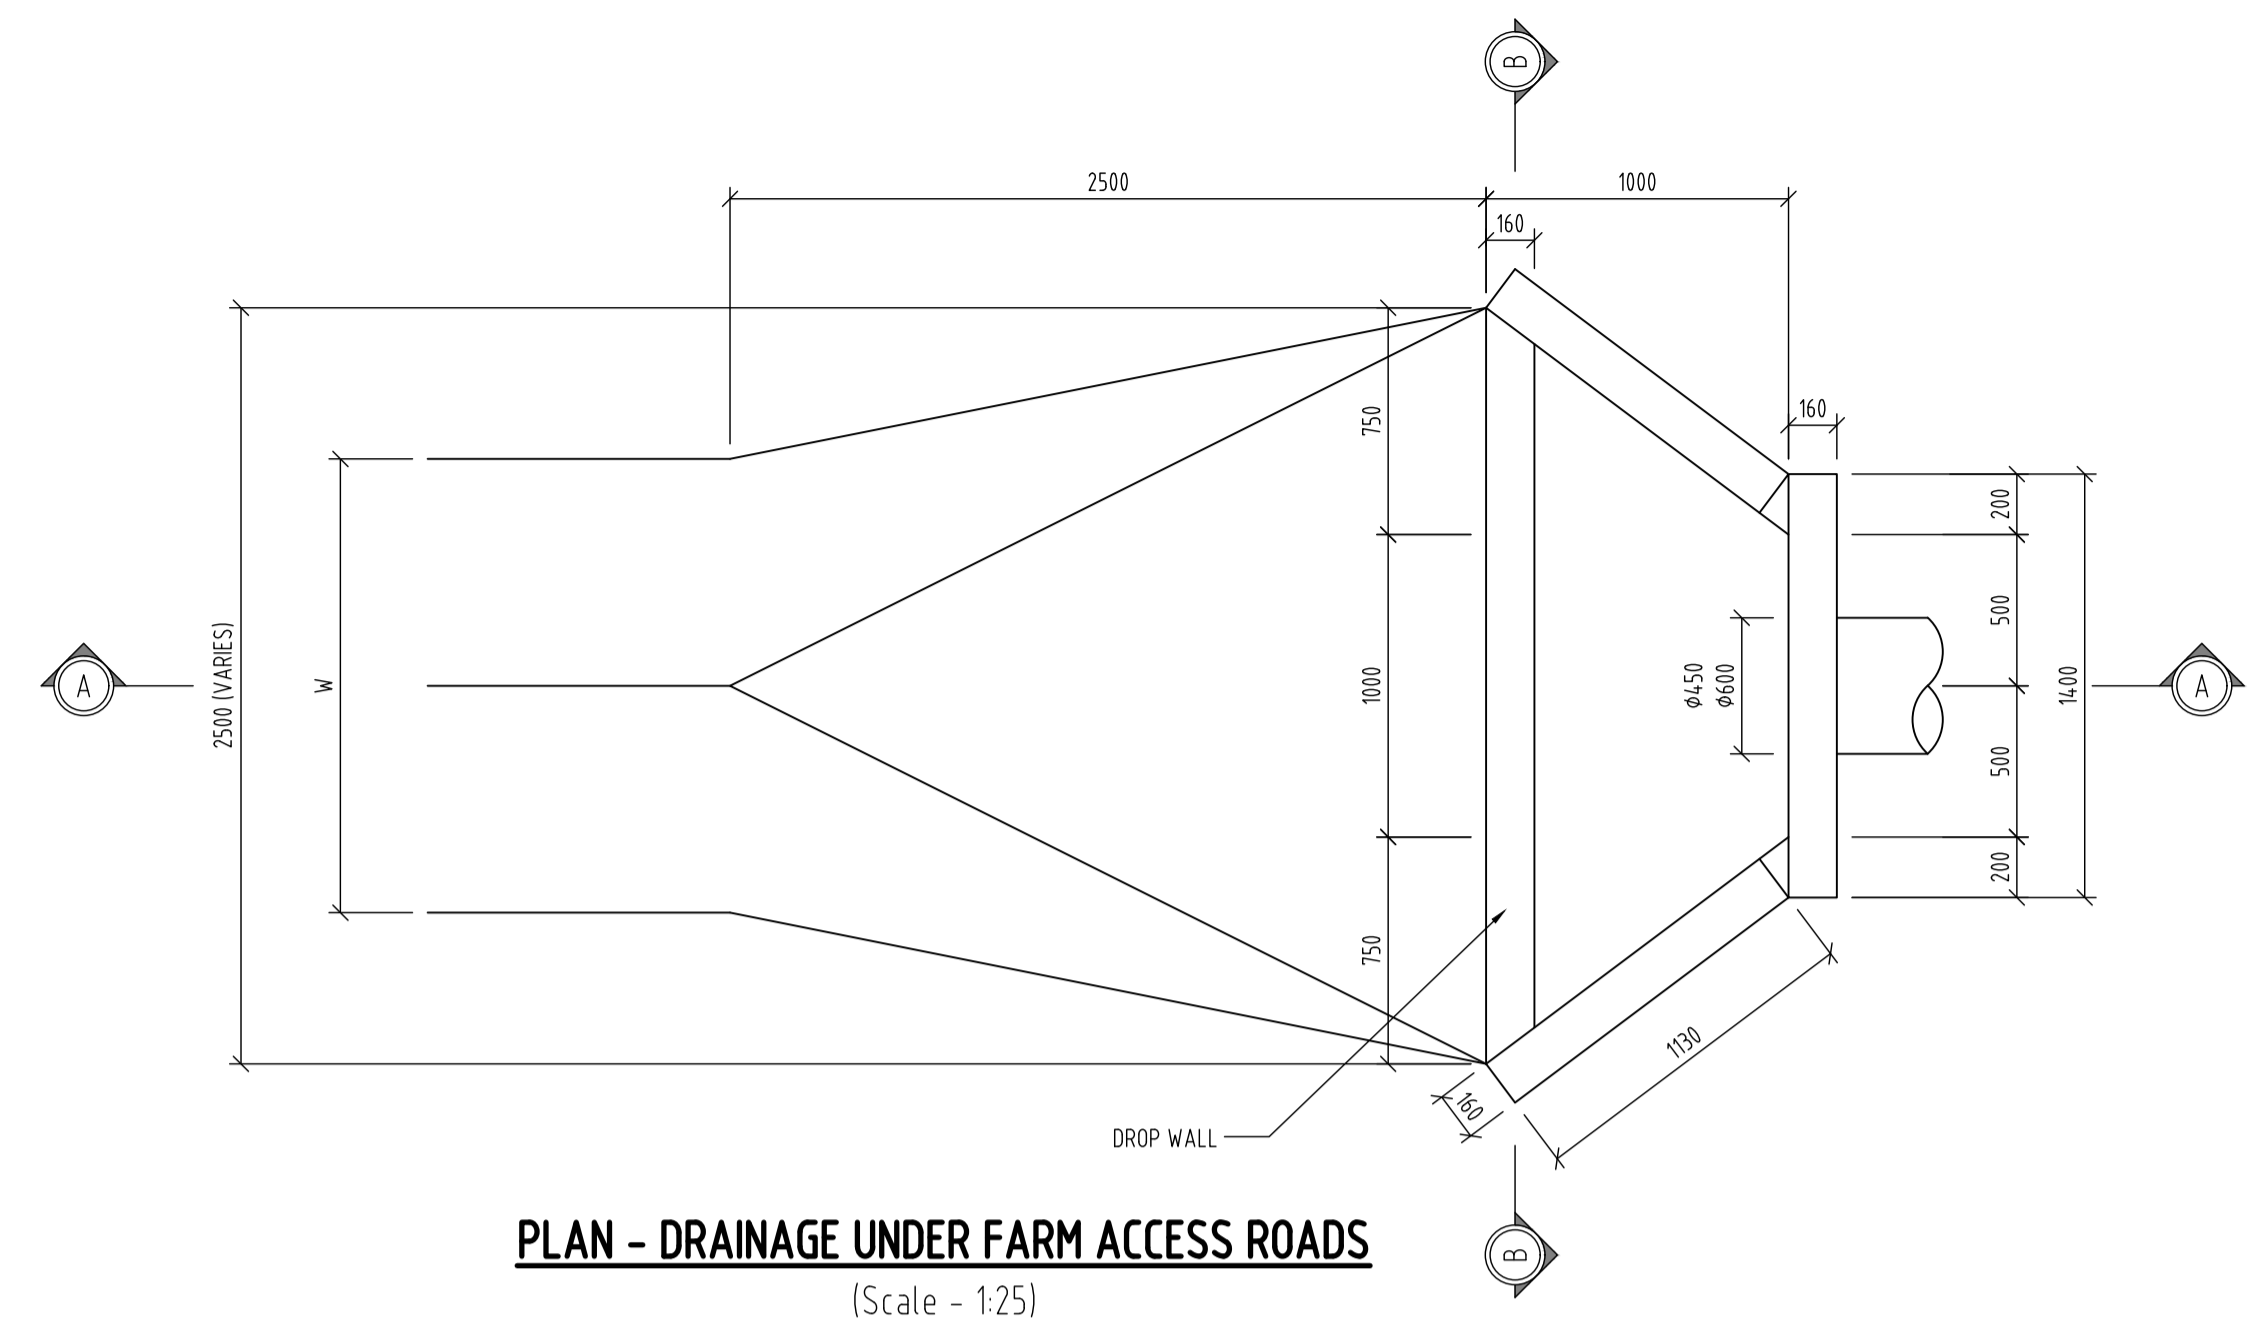 B
2500
1000
160
160
750
200
500
2500 (VARIES)
W
1000
φ450
φ600
1400
A
A
500
750
200
1130
160
DROP WALL
B
PLAN - DRAINAGE UNDER FARM ACCESS ROADS
(Scale - 1:25)